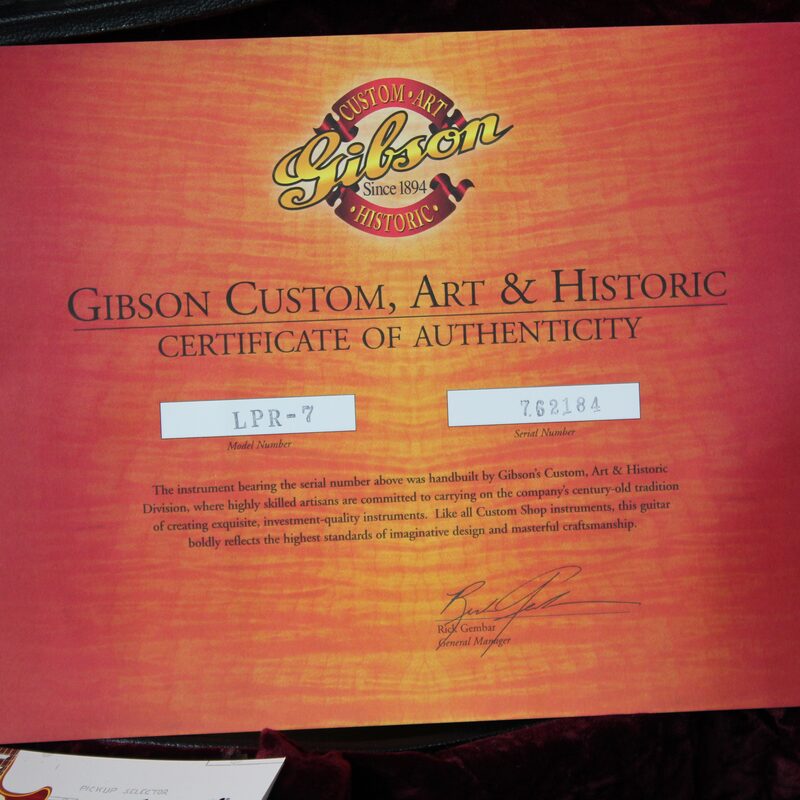 CUSTOM • ART
Gibson
Since 1894
• HISTORIC •
GIBSON CUSTOM, ART & HISTORIC
CERTIFICATE OF AUTHENTICITY
LPR-7
762184
Model Number
Serial Number
The instrument bearing the serial number above was handbuilt by Gibson's Custom, Art & Historic
Division, where highly skilled artisans are committed to carrying on the company's century-old tradition
of creating exquisite, investment-quality instruments. Like all Custom Shop instruments, this guitar
boldly reflects the highest standards of imaginative design and masterful craftsmanship.
Rick Gembar
General Manager
PICKUP SELECTOR